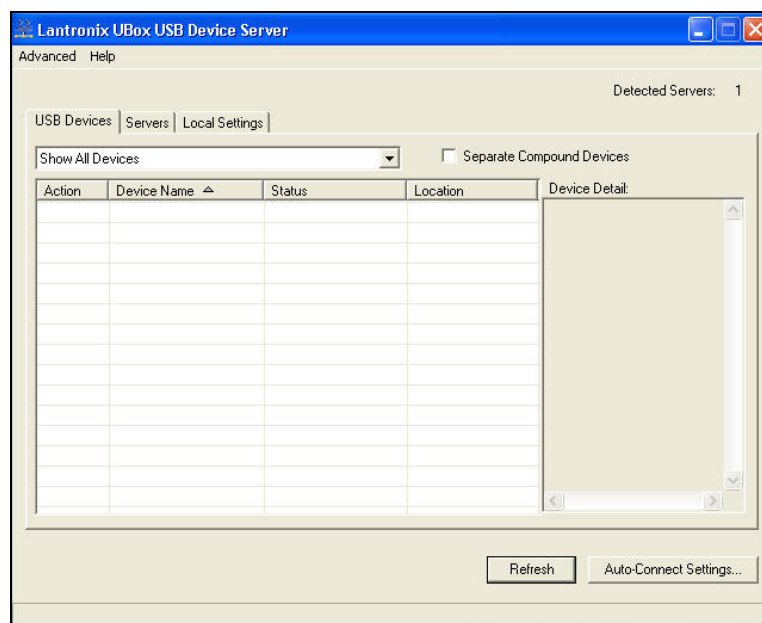 Lantronix UBox USB Device Server
Advanced Help
Detected Servers: 1
USB Devices Servers Local Settings
Show All Devices Separate Compound Devices
Action Device Name Status Location Device Detail:
Refresh Auto-Connect Settings...